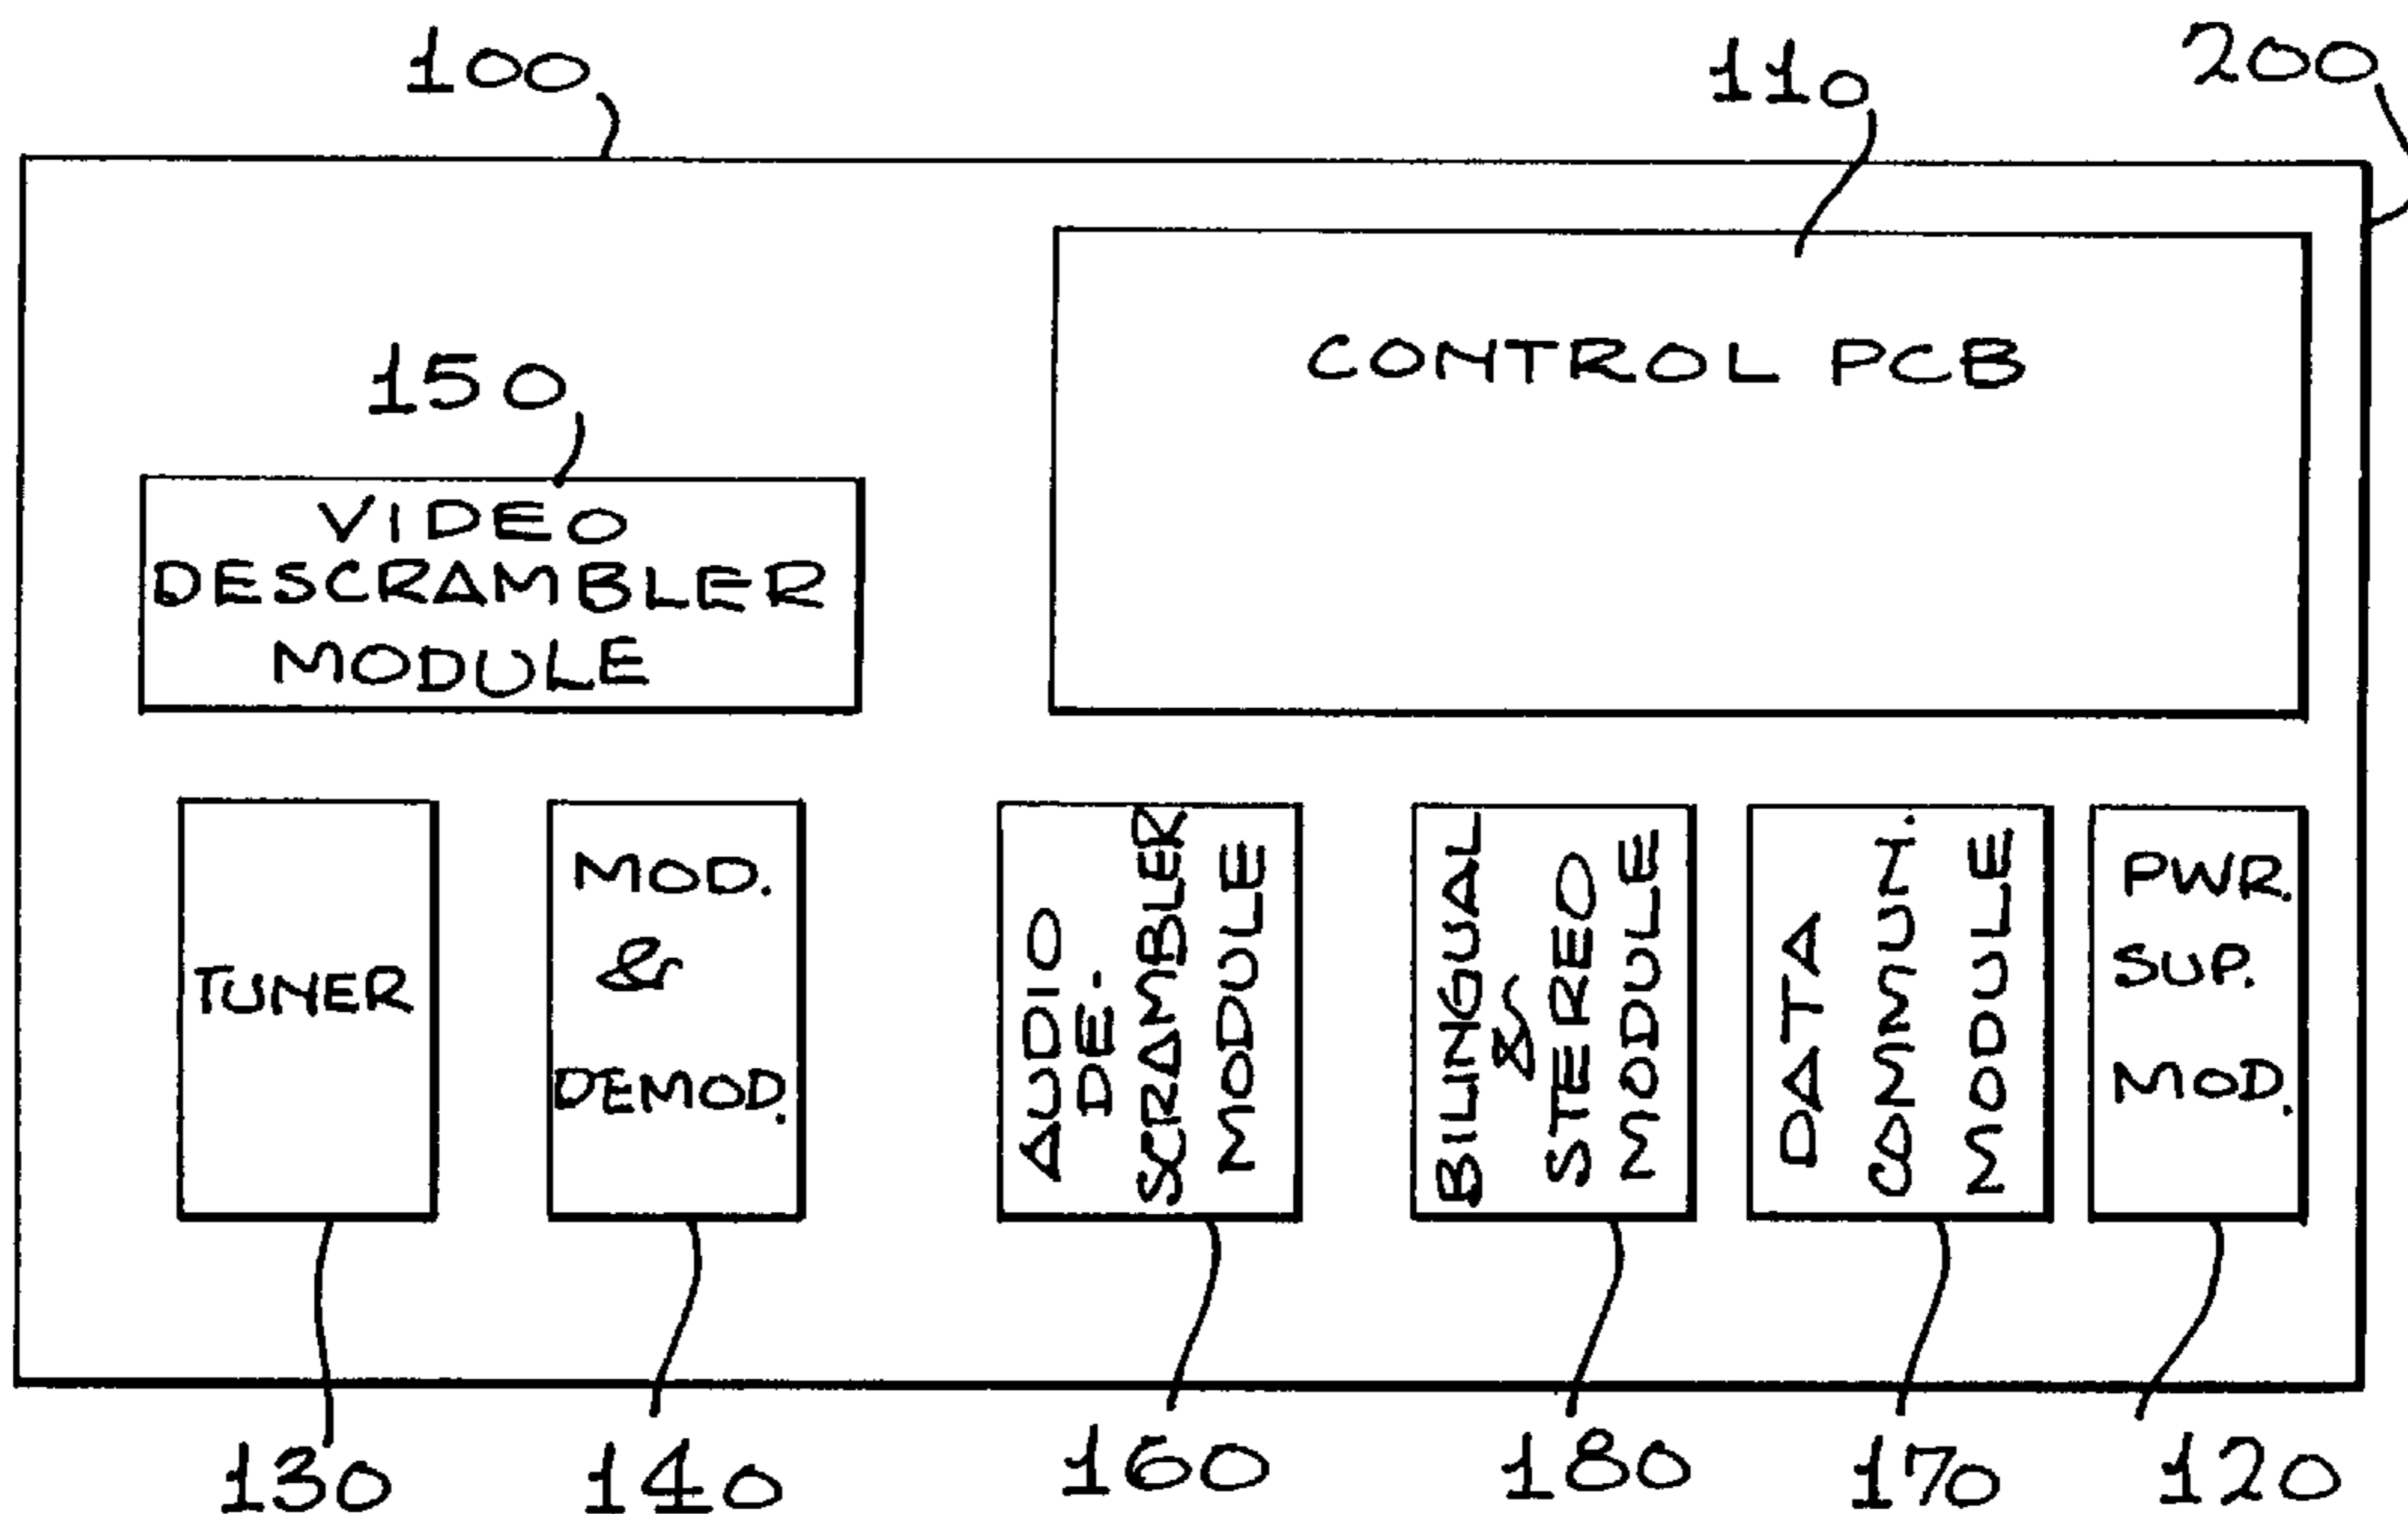 100
110
200
CONTROL PCB
150
VIDEO
DESCRAMBLER
MODULE
TUNER
MOD.
&
DEMOD.
AUDIO
DE.
SCRAMBLER
MODULE
BILINGUAL
&
STEREO
MODULE
DATA
COMMUN.
MODULE
PWR.
SUP.
MOD.
130
140
160
180
170
120